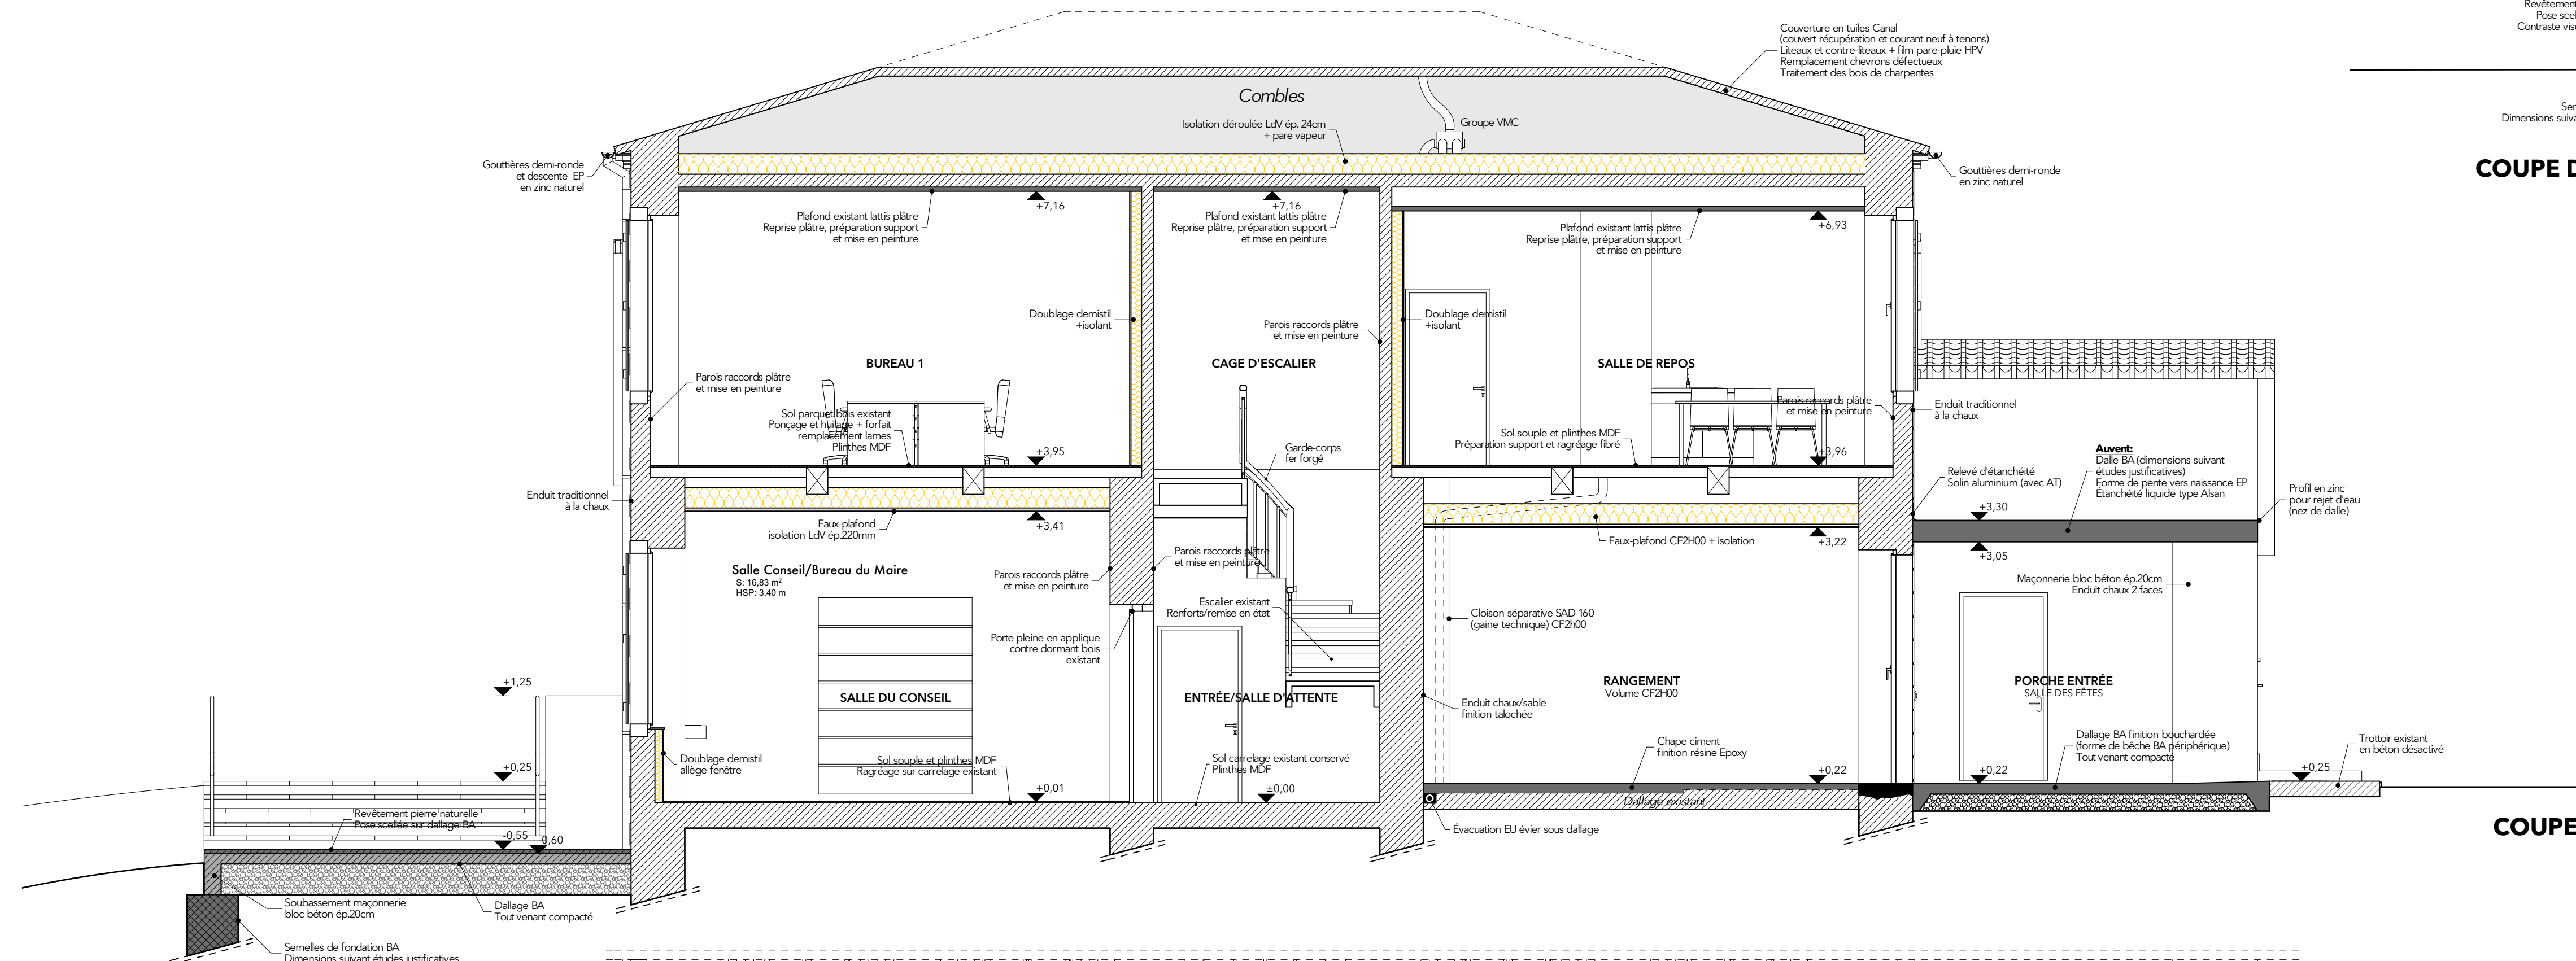 Revêtement
Pose scel
Contraste visu
Couverture en tuiles Canal
(couvert récupération et courant neuf à tenons)
Liteaux et contre-liteaux + film pare-pluie HPV
Remplacement chevrons défectueux
Traitement des bois de charpentes
Combles
Isolation déroulée LdV ép. 24cm
+ pare vapeur
Groupe VMC
Ser
Dimensions suiva
COUPE D
Gouttières demi-ronde
et descente EP
en zinc naturel
Gouttières demi-ronde
en zinc naturel
+7,16
Plafond existant lattis plâtre
Reprise plâtre, préparation support
et mise en peinture
+7,16
Plafond existant lattis plâtre
Reprise plâtre, préparation support
et mise en peinture
+6,93
Plafond existant lattis plâtre
Reprise plâtre, préparation support
et mise en peinture
Doublage demistil
+isolant
Parois raccords plâtre
et mise en peinture
Doublage demistil
+isolant
BUREAU 1
CAGE D'ESCALIER
SALLE DE REPOS
Parois raccords plâtre
et mise en peinture
Sol parquet bois existant
Ponçage et huilage + forfait
remplacement lames
Plinthes MDF
+3,95
Garde-corps
fer forgé
Sol souple et plinthes MDF
Préparation support et ragréage fibré
Parois raccords plâtre
et mise en peinture
+3,96
Enduit traditionnel
à la chaux
Auvent:
Dalle BA (dimensions suivant
études justificatives)
Forme de pente vers naissance EP
Étanchéité liquide type Alsan
Relevé d'étanchéité
Solin aluminium (avec AT)
Profil en zinc
pour rejet d'eau
(nez de dalle)
Enduit traditionnel
à la chaux
Faux-plafond
isolation LdV ép.220mm
+3,41
Faux-plafond CF2H00 + isolation
+3,22
+3,30
+3,05
Salle Conseil/Bureau du Maire
S: 16,83 m²
HSP: 3,40 m
Parois raccords plâtre
et mise en peinture
Parois raccords plâtre
et mise en peinture
Maçonnerie bloc béton ép.20cm
Enduit chaux 2 faces
Escalier existant
Renforts/remise en état
Cloison séparative SAD 160
(gaine technique) CF2h00
Porte pleine en applique
contre dormant bois
existant
+1,25
SALLE DU CONSEIL
ENTRÉE/SALLE D'ATTENTE
RANGEMENT
Volume CF2H00
PORCHE ENTRÉE
SALLE DES FÊTES
Enduit chaux/sable
finition talochée
Doublage demistil
allège fenêtre
Sol souple et plinthes MDF
Ragréage sur carrelage existant
+0,01
Sol carrelage existant conservé
Plinthes MDF
±0,00
Chape ciment
finition résine Epoxy
+0,22
Dallage existant
Dallage BA finition bouchardée
(forme de bêche BA périphérique)
Tout venant compacté
+0,22
Trottoir existant
en béton désactivé
+0,25
+0,25
Revêtement pierre naturelle
Pose scellée sur dallage BA
-0,55
-0,60
Évacuation EU évier sous dallage
COUPE
Soubassement maçonnerie
bloc béton ép.20cm
Dallage BA
Tout venant compacté
Semelles de fondation BA
Dimensions suivant études justificatives